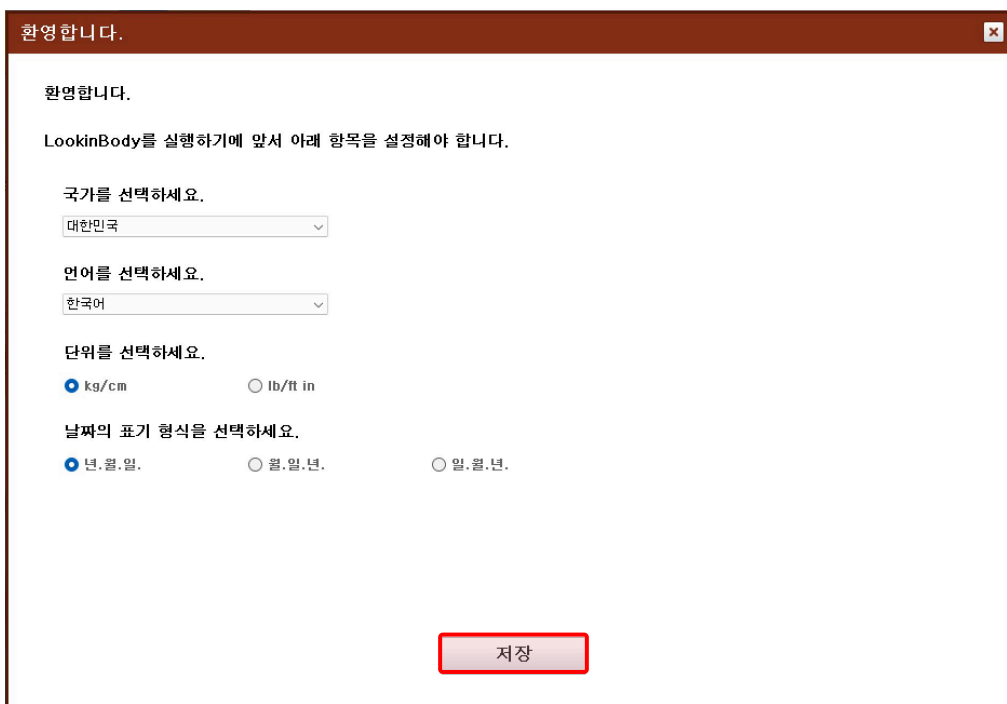 환영합니다.
환영합니다.
LookinBody를 실행하기에 앞서 아래 항목을 설정해야 합니다.
국가를 선택하세요.
대한민국
언어를 선택하세요.
한국어
단위를 선택하세요.
kg/cm lb/ft in
날짜의 표기 형식을 선택하세요.
년.월.일. 월.일.년. 일.월.년.
저장